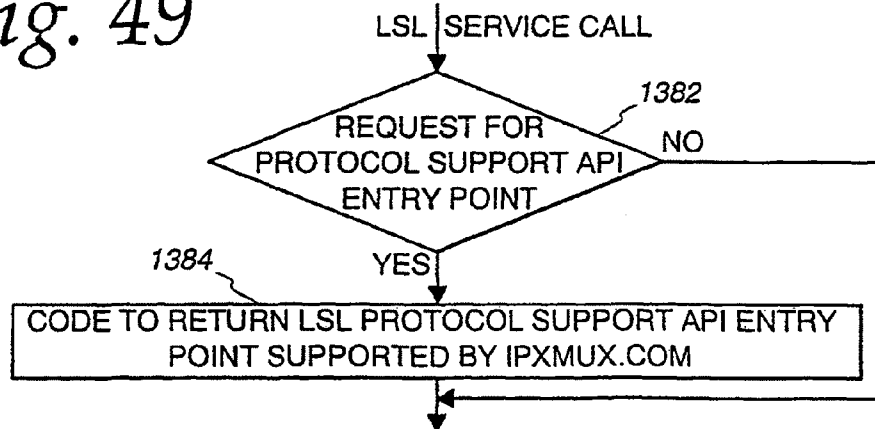 ig. 49
LSL SERVICE CALL
1382
REQUEST FOR
PROTOCOL SUPPORT API
ENTRY POINT
NO
YES
1384
CODE TO RETURN LSL PROTOCOL SUPPORT API ENTRY
POINT SUPPORTED BY IPXMUX.COM